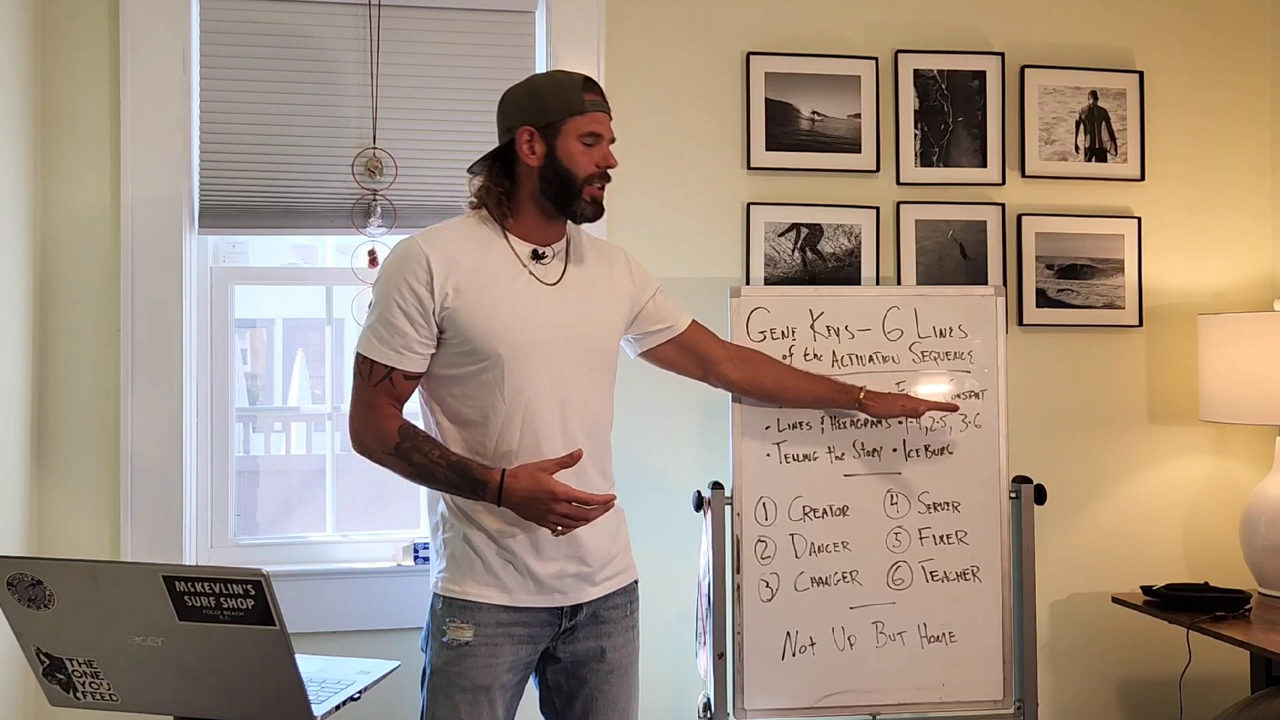 GENE KEYS - 6 LINES
of the ACTIVATION SEQUENCE
CONSTANT
• LINES & HEXAGRAMS • 1-4, 2-5, 3-6
• TELLING the STORY • ICEBURG
① CREATOR ④ SERVER
② DANCER ⑤ FIXER
③ CHANGER ⑥ TEACHER
NOT UP BUT HOME
MCKEVLIN'S
SURF SHOP
FOLLY BEACH
S.C.
acer
THE
ONE
YOU
FEED